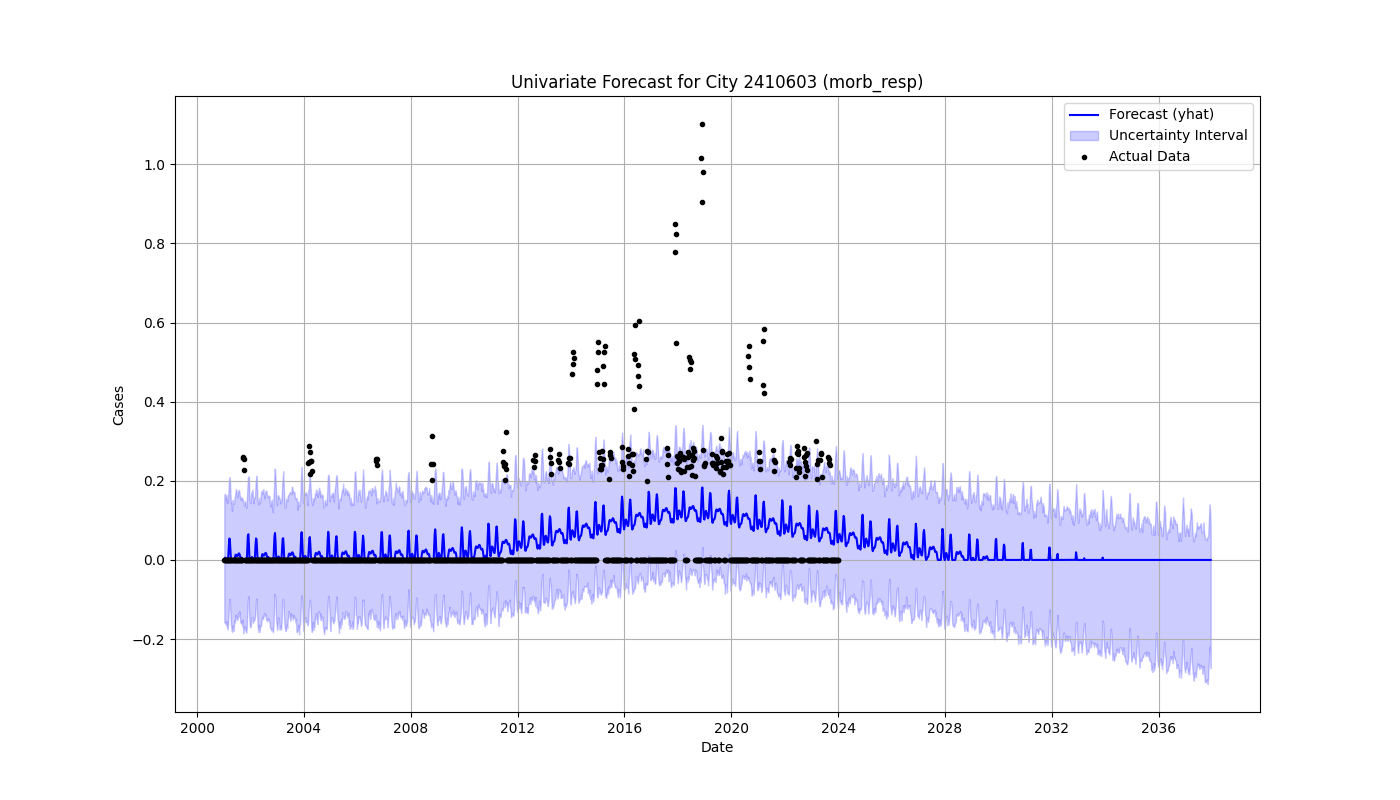 Univariate Forecast for City 2410603 (morb_resp)
Forecast (yhat)
Uncertainty Interval
Actual Data
1.0
0.8
0.6
0.4
0.2
0.0
−0.2
Cases
2000 2004 2008 2012 2016 2020 2024 2028 2032 2036
Date